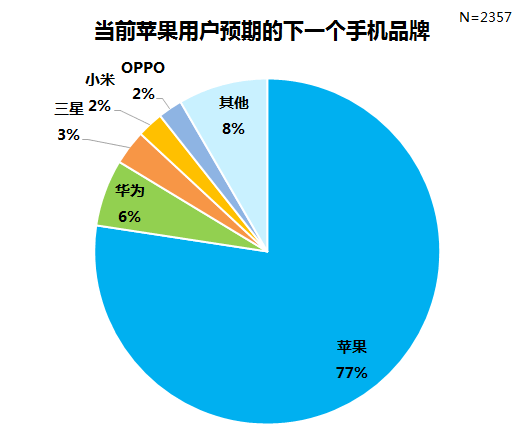 N=2357
当前苹果用户预期的下一个手机品牌
OPPO
2%
小米
2%
三星
3%
华为
6%
其他
8%
苹果
77%